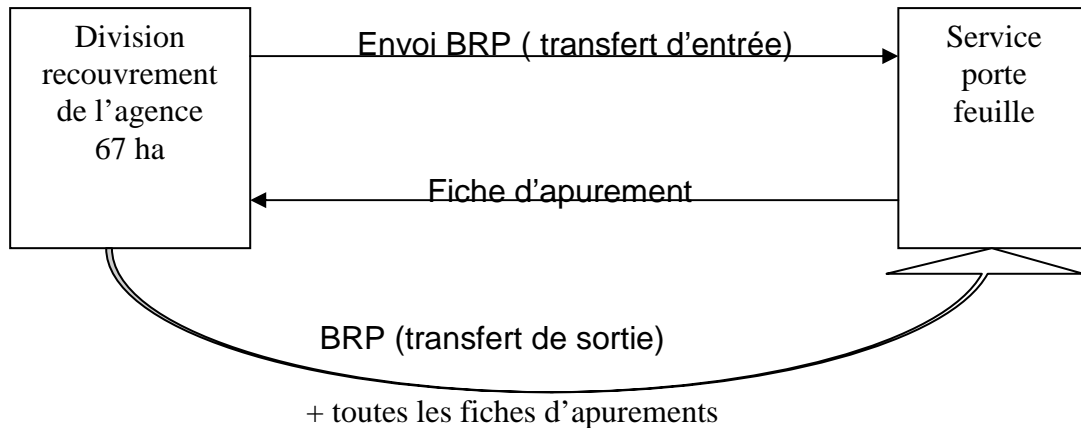 Division
recouvrement
de l’agence
67 ha
Envoi BRP ( transfert d’entrée)
Service
porte
feuille
Fiche d’apurement
BRP (transfert de sortie)
+ toutes les fiches d’apurements